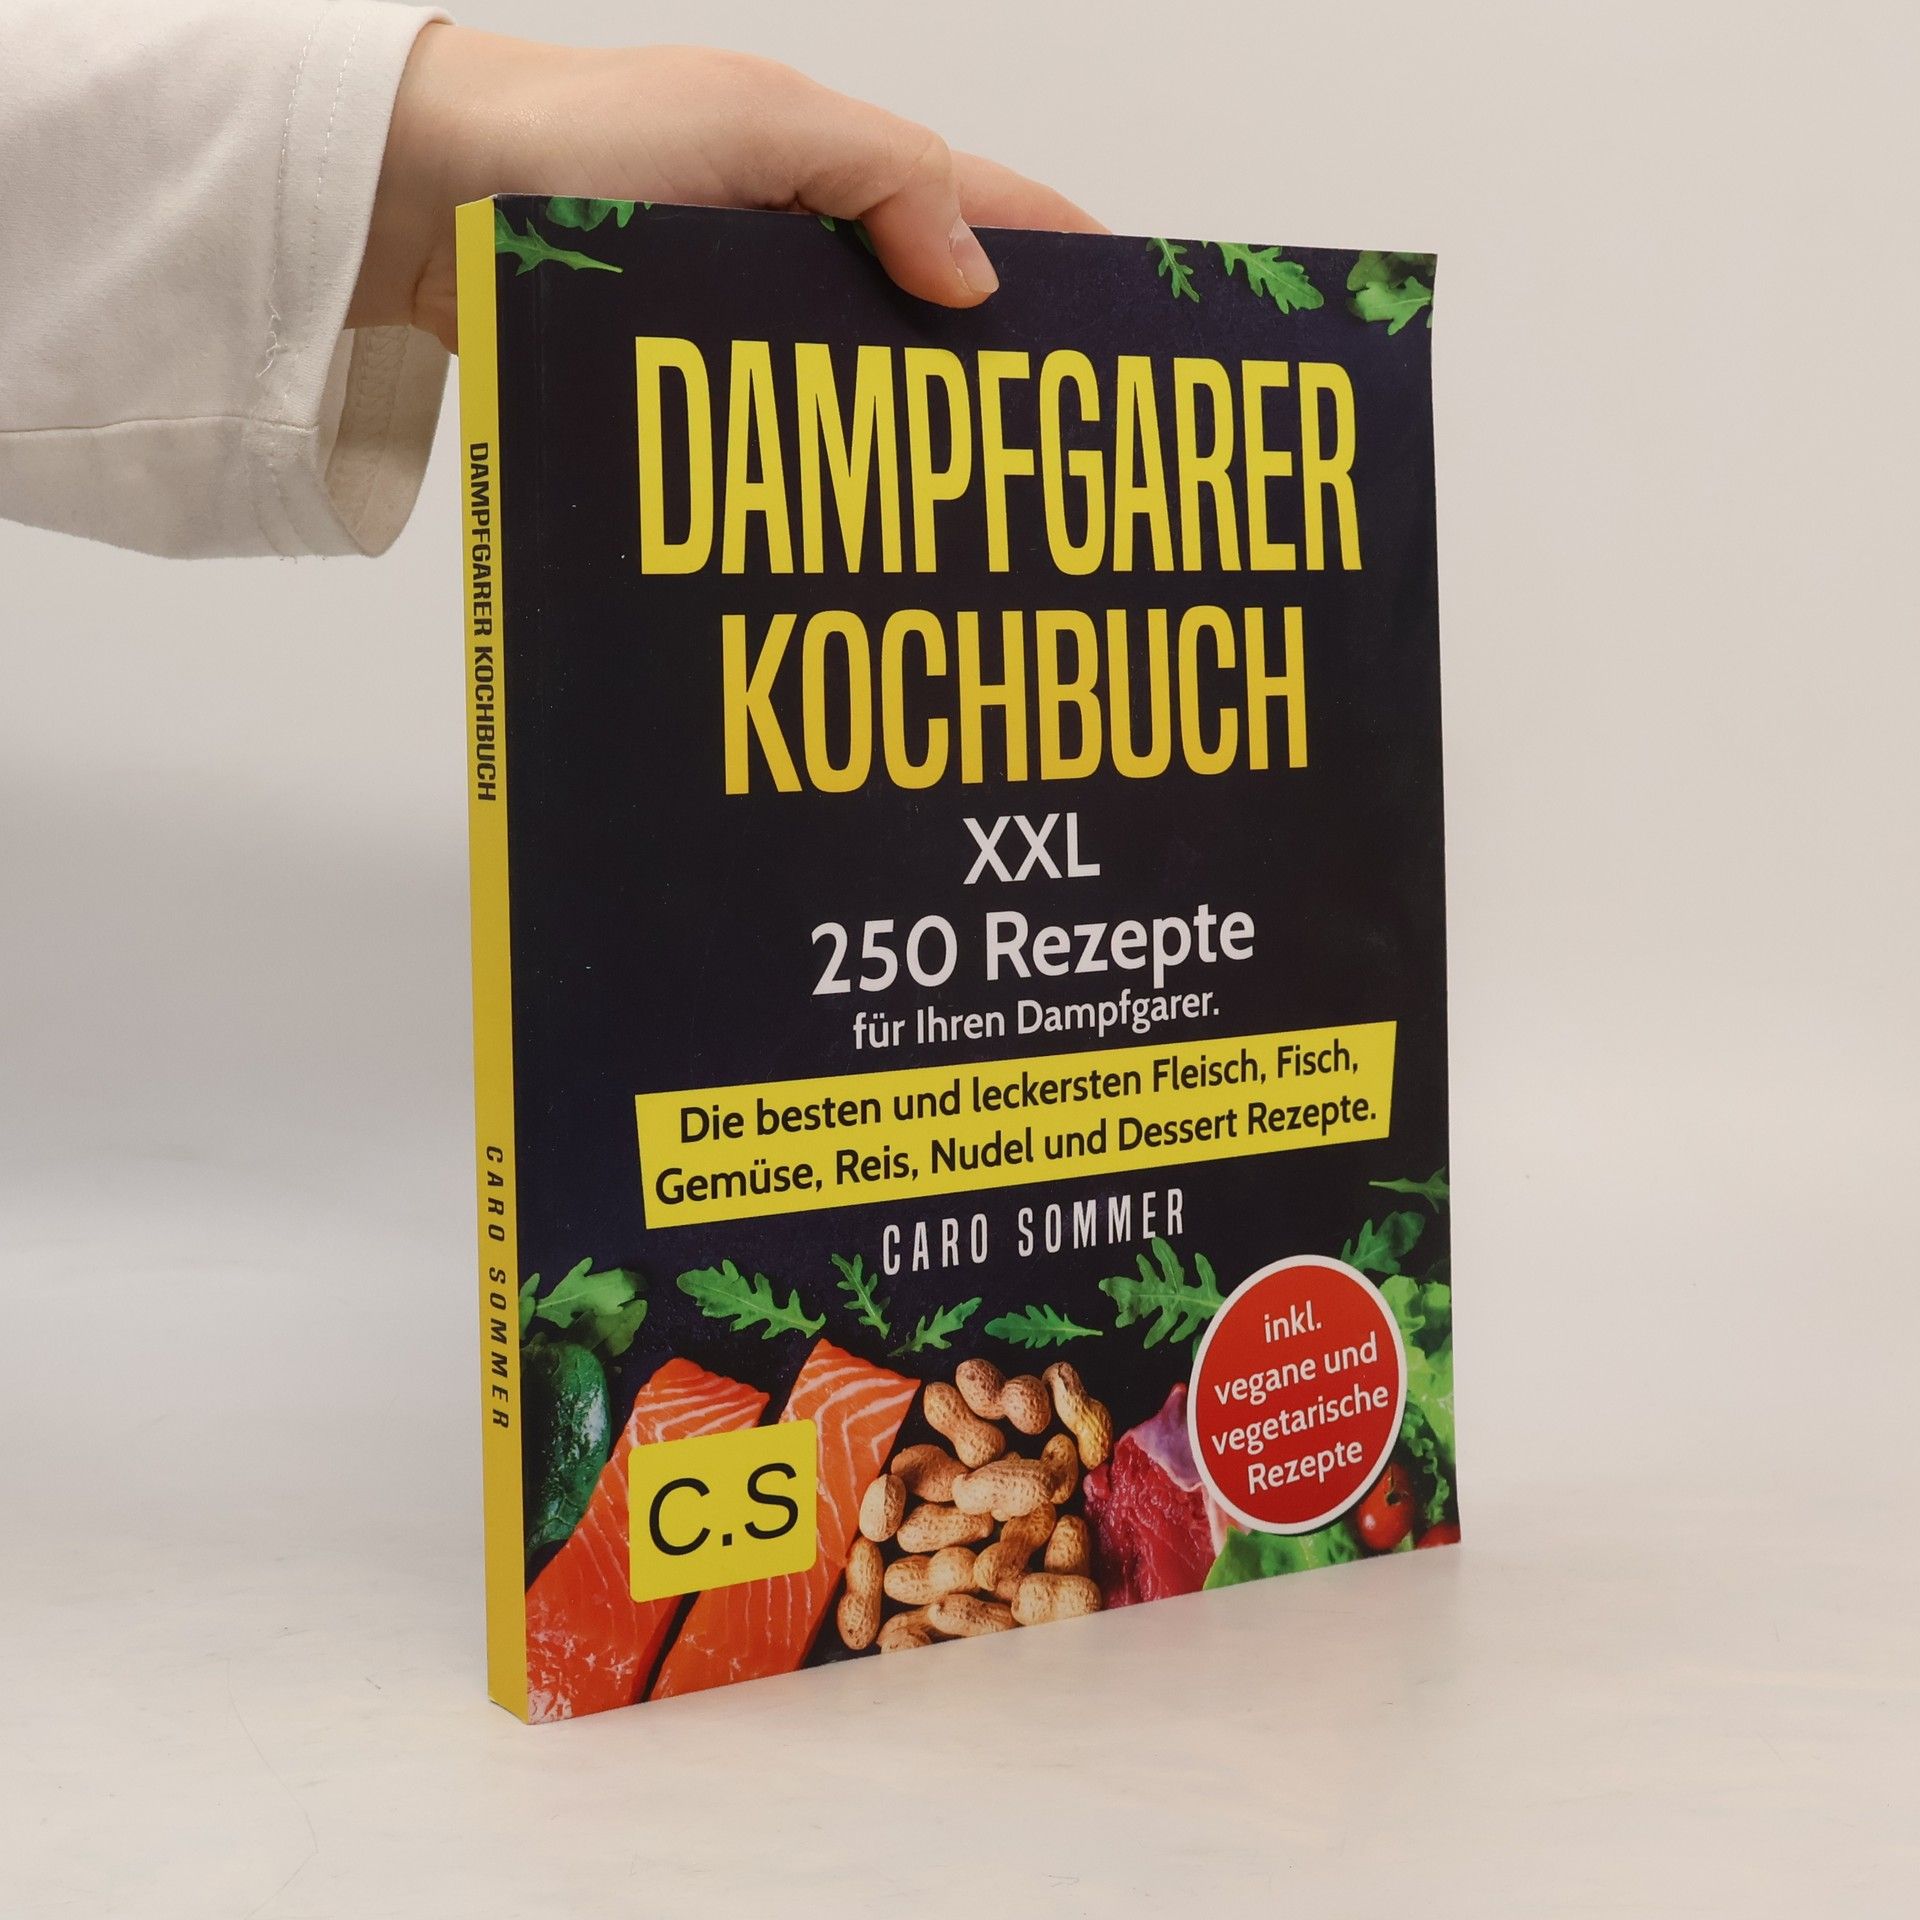 DAMPFGARER KOCHBUCH
CARO SOMMER
DAMPFGARER
KOCHBUCH
XXL
250 Rezepte
für Ihren Dampfgarer.
Die besten und leckersten Fleisch, Fisch,
Gemüse, Reis, Nudel und Dessert Rezepte.
CARO SOMMER
inkl.
vegane und
vegetarische
Rezepte
C.S